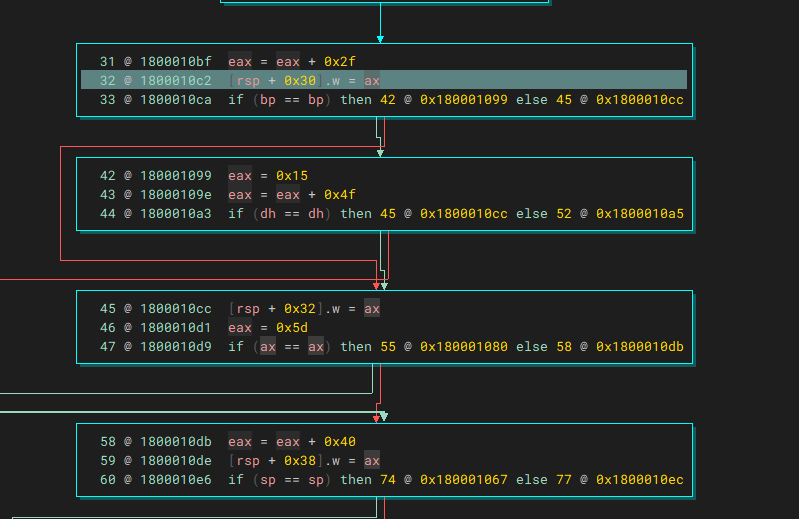 31 @ 1800010bf  eax = eax + 0x2f
32 @ 1800010c2  [rsp + 0x30].w = ax
33 @ 1800010ca  if (bp == bp) then 42 @ 0x180001099 else 45 @ 0x1800010cc
42 @ 180001099  eax = 0x15
43 @ 18000109e  eax = eax + 0x4f
44 @ 1800010a3  if (dh == dh) then 45 @ 0x1800010cc else 52 @ 0x1800010a5
45 @ 1800010cc  [rsp + 0x32].w = ax
46 @ 1800010d1  eax = 0x5d
47 @ 1800010d9  if (ax == ax) then 55 @ 0x180001080 else 58 @ 0x1800010db
58 @ 1800010db  eax = eax + 0x40
59 @ 1800010de  [rsp + 0x38].w = ax
60 @ 1800010e6  if (sp == sp) then 74 @ 0x180001067 else 77 @ 0x1800010ec